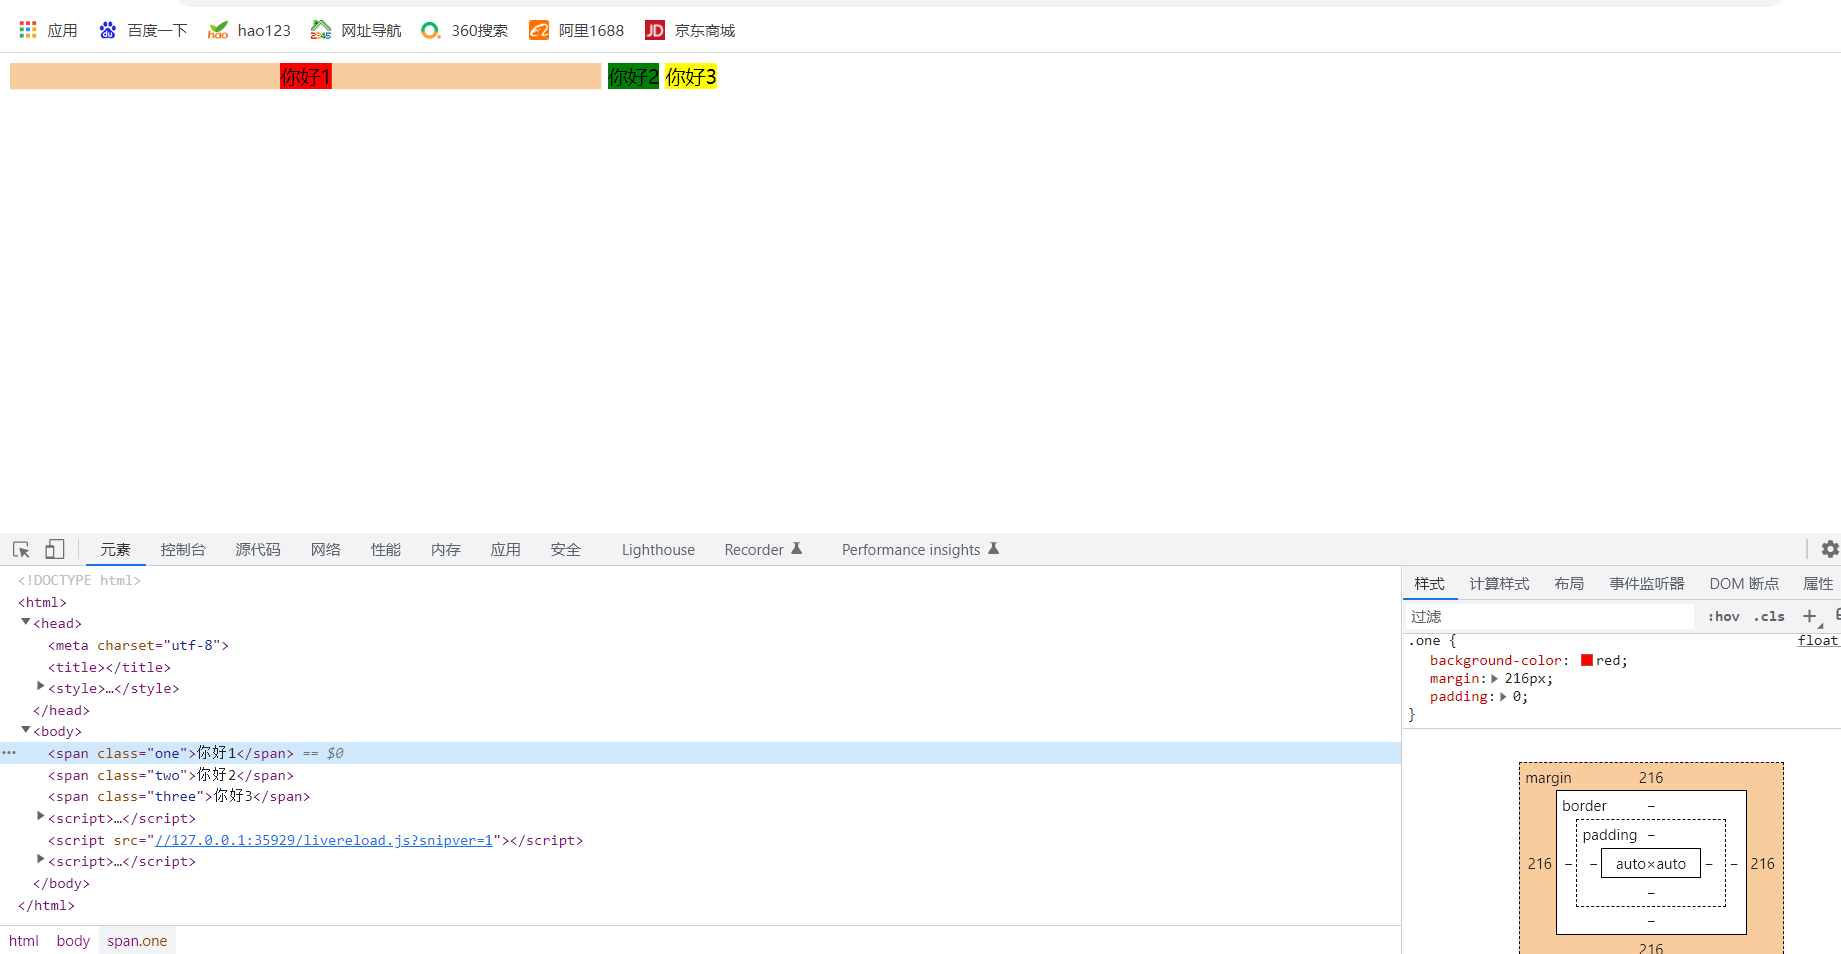 应用 百度一下 hao123 网址导航 360搜索 阿里1688 京东商城
你好1 你好2 你好3
元素 控制台 源代码 网络 性能 内存 应用 安全 Lighthouse Recorder Performance insights
<!DOCTYPE html>
<html>
<head>
<meta charset="utf-8">
<title></title>
<style>…</style>
</head>
<body>
<span class="one">你好1</span> == $0
<span class="two">你好2</span>
<span class="three">你好3</span>
<script>…</script>
<script src="//127.0.0.1:35929/livereload.js?snipver=1"></script>
<script>…</script>
</body>
</html>
html body span.one
样式 计算样式 布局 事件监听器 DOM 断点 属性
过滤 :hov .cls +
.one { float
background-color: red;
margin: 216px;
padding: 0;
}
margin 216
border –
padding –
216 – – auto×auto – – 216
–
–
216